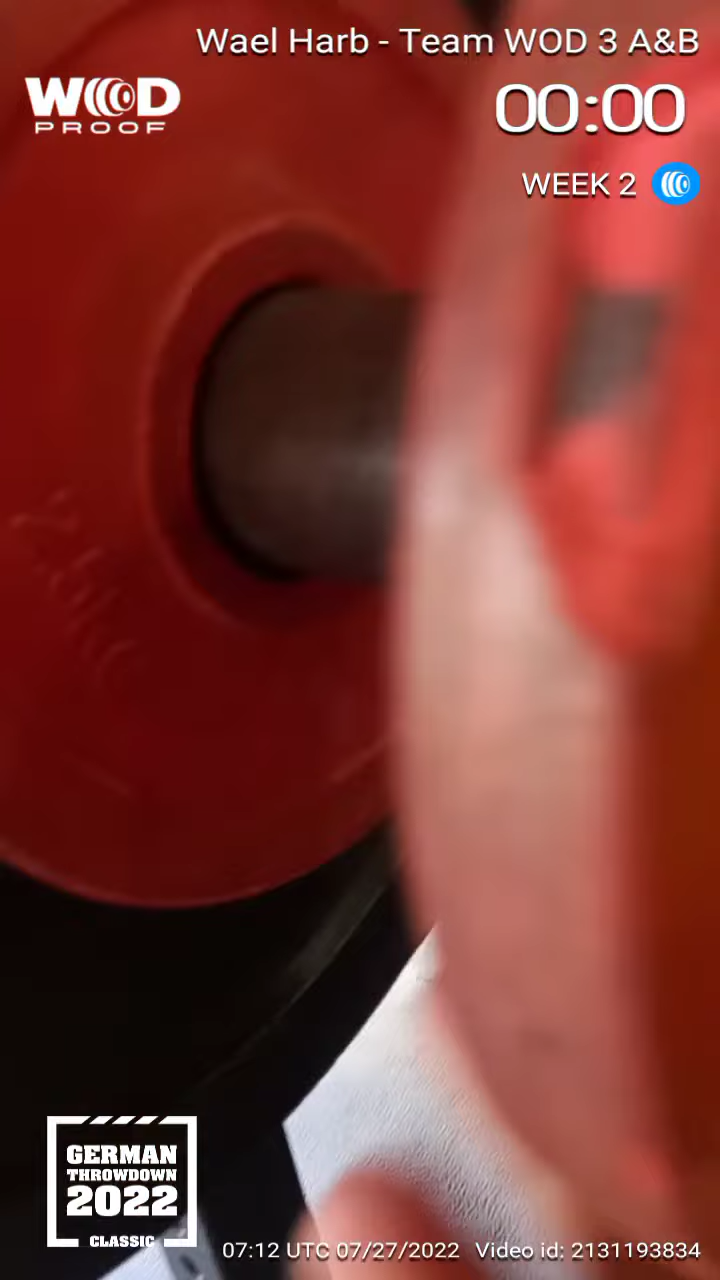 Wael Harb - Team WOD 3 A&B
WOD
PROOF
00:00
WEEK 2
GERMAN
THROWDOWN
2022
CLASSIC
07:12 UTC 07/27/2022 Video id: 2131193834